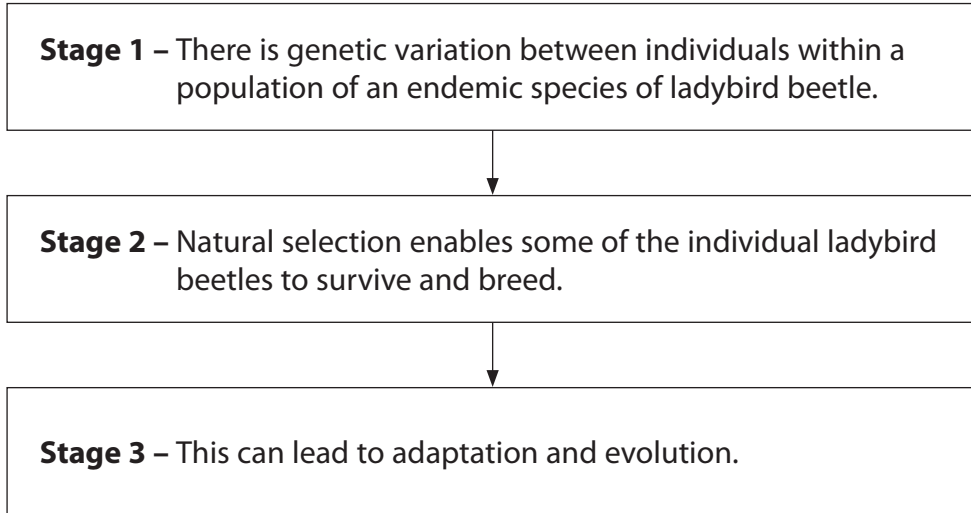 Stage 1 – There is genetic variation between individuals within a
population of an endemic species of ladybird beetle.
Stage 2 – Natural selection enables some of the individual ladybird
beetles to survive and breed.
Stage 3 – This can lead to adaptation and evolution.